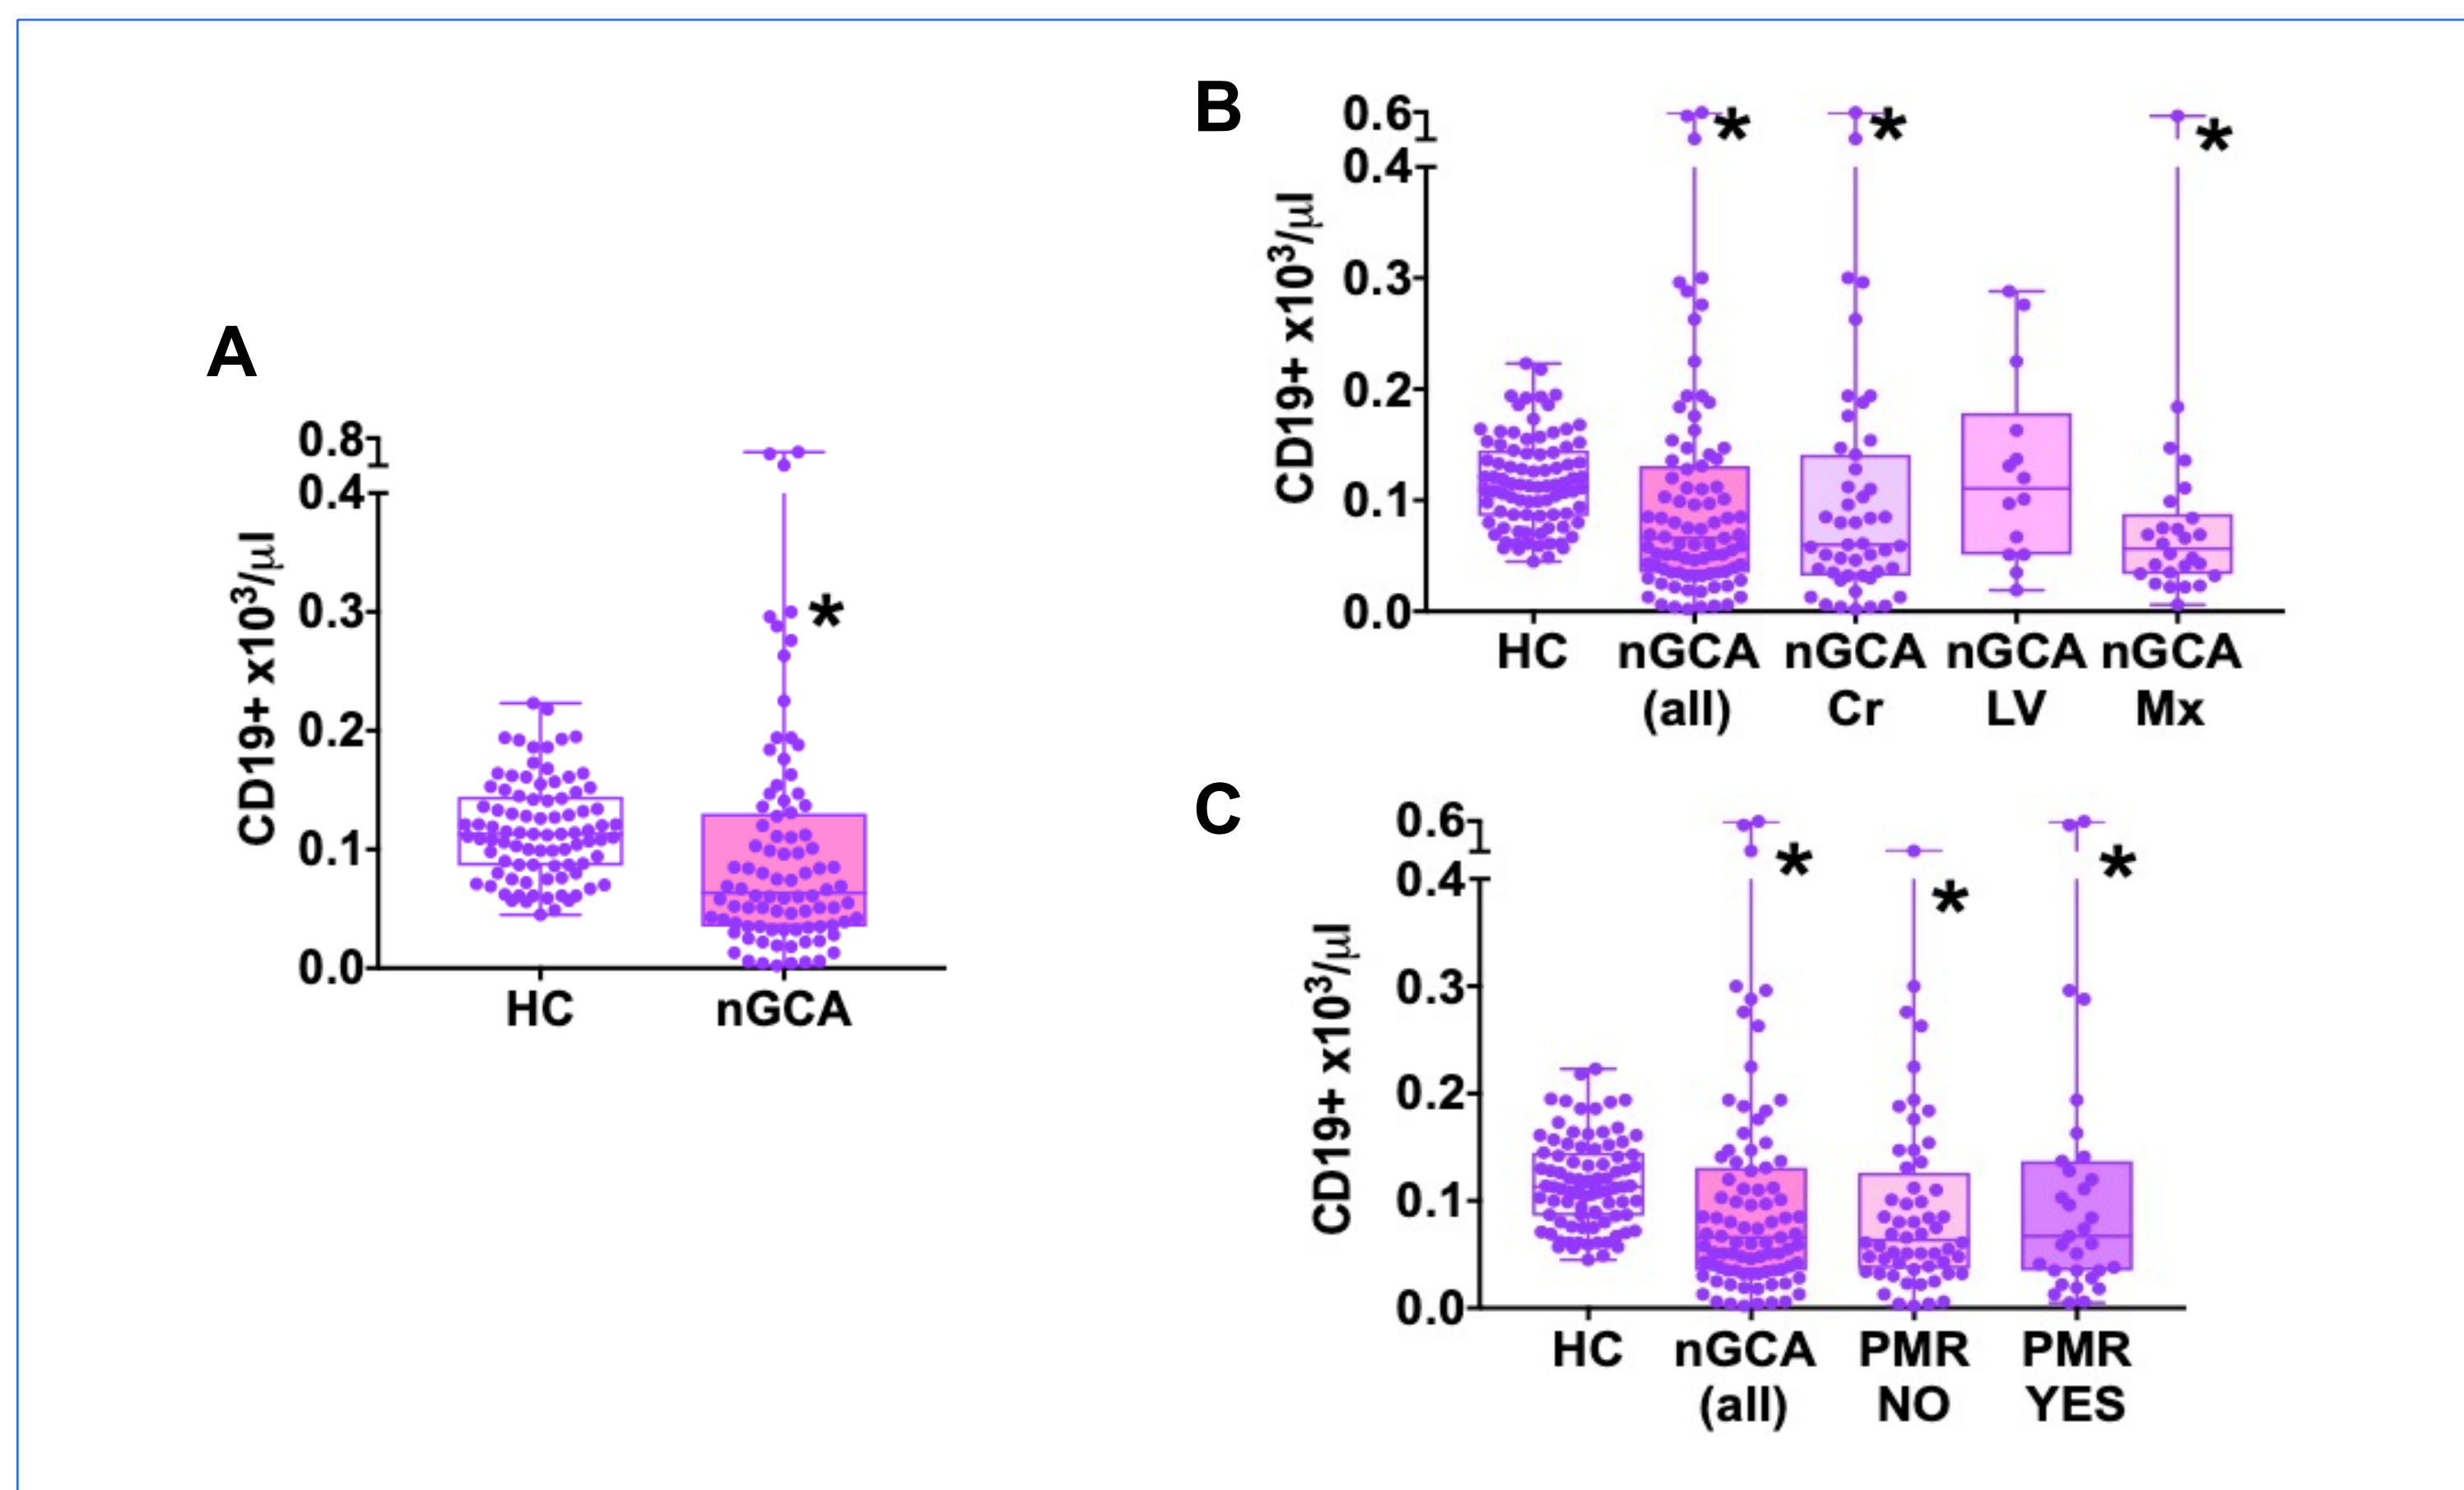 A
CD19+ x10³/µl
0.8
0.4
0.3
0.2
0.1
0.0
*
HC nGCA
B
CD19+ x10³/µl
0.6
0.4
0.3
0.2
0.1
0.0
* * *
HC nGCA nGCA nGCA nGCA
(all) Cr LV Mx
C
CD19+ x10³/µl
0.6
0.4
0.3
0.2
0.1
0.0
* * *
HC nGCA PMR PMR
(all) NO YES